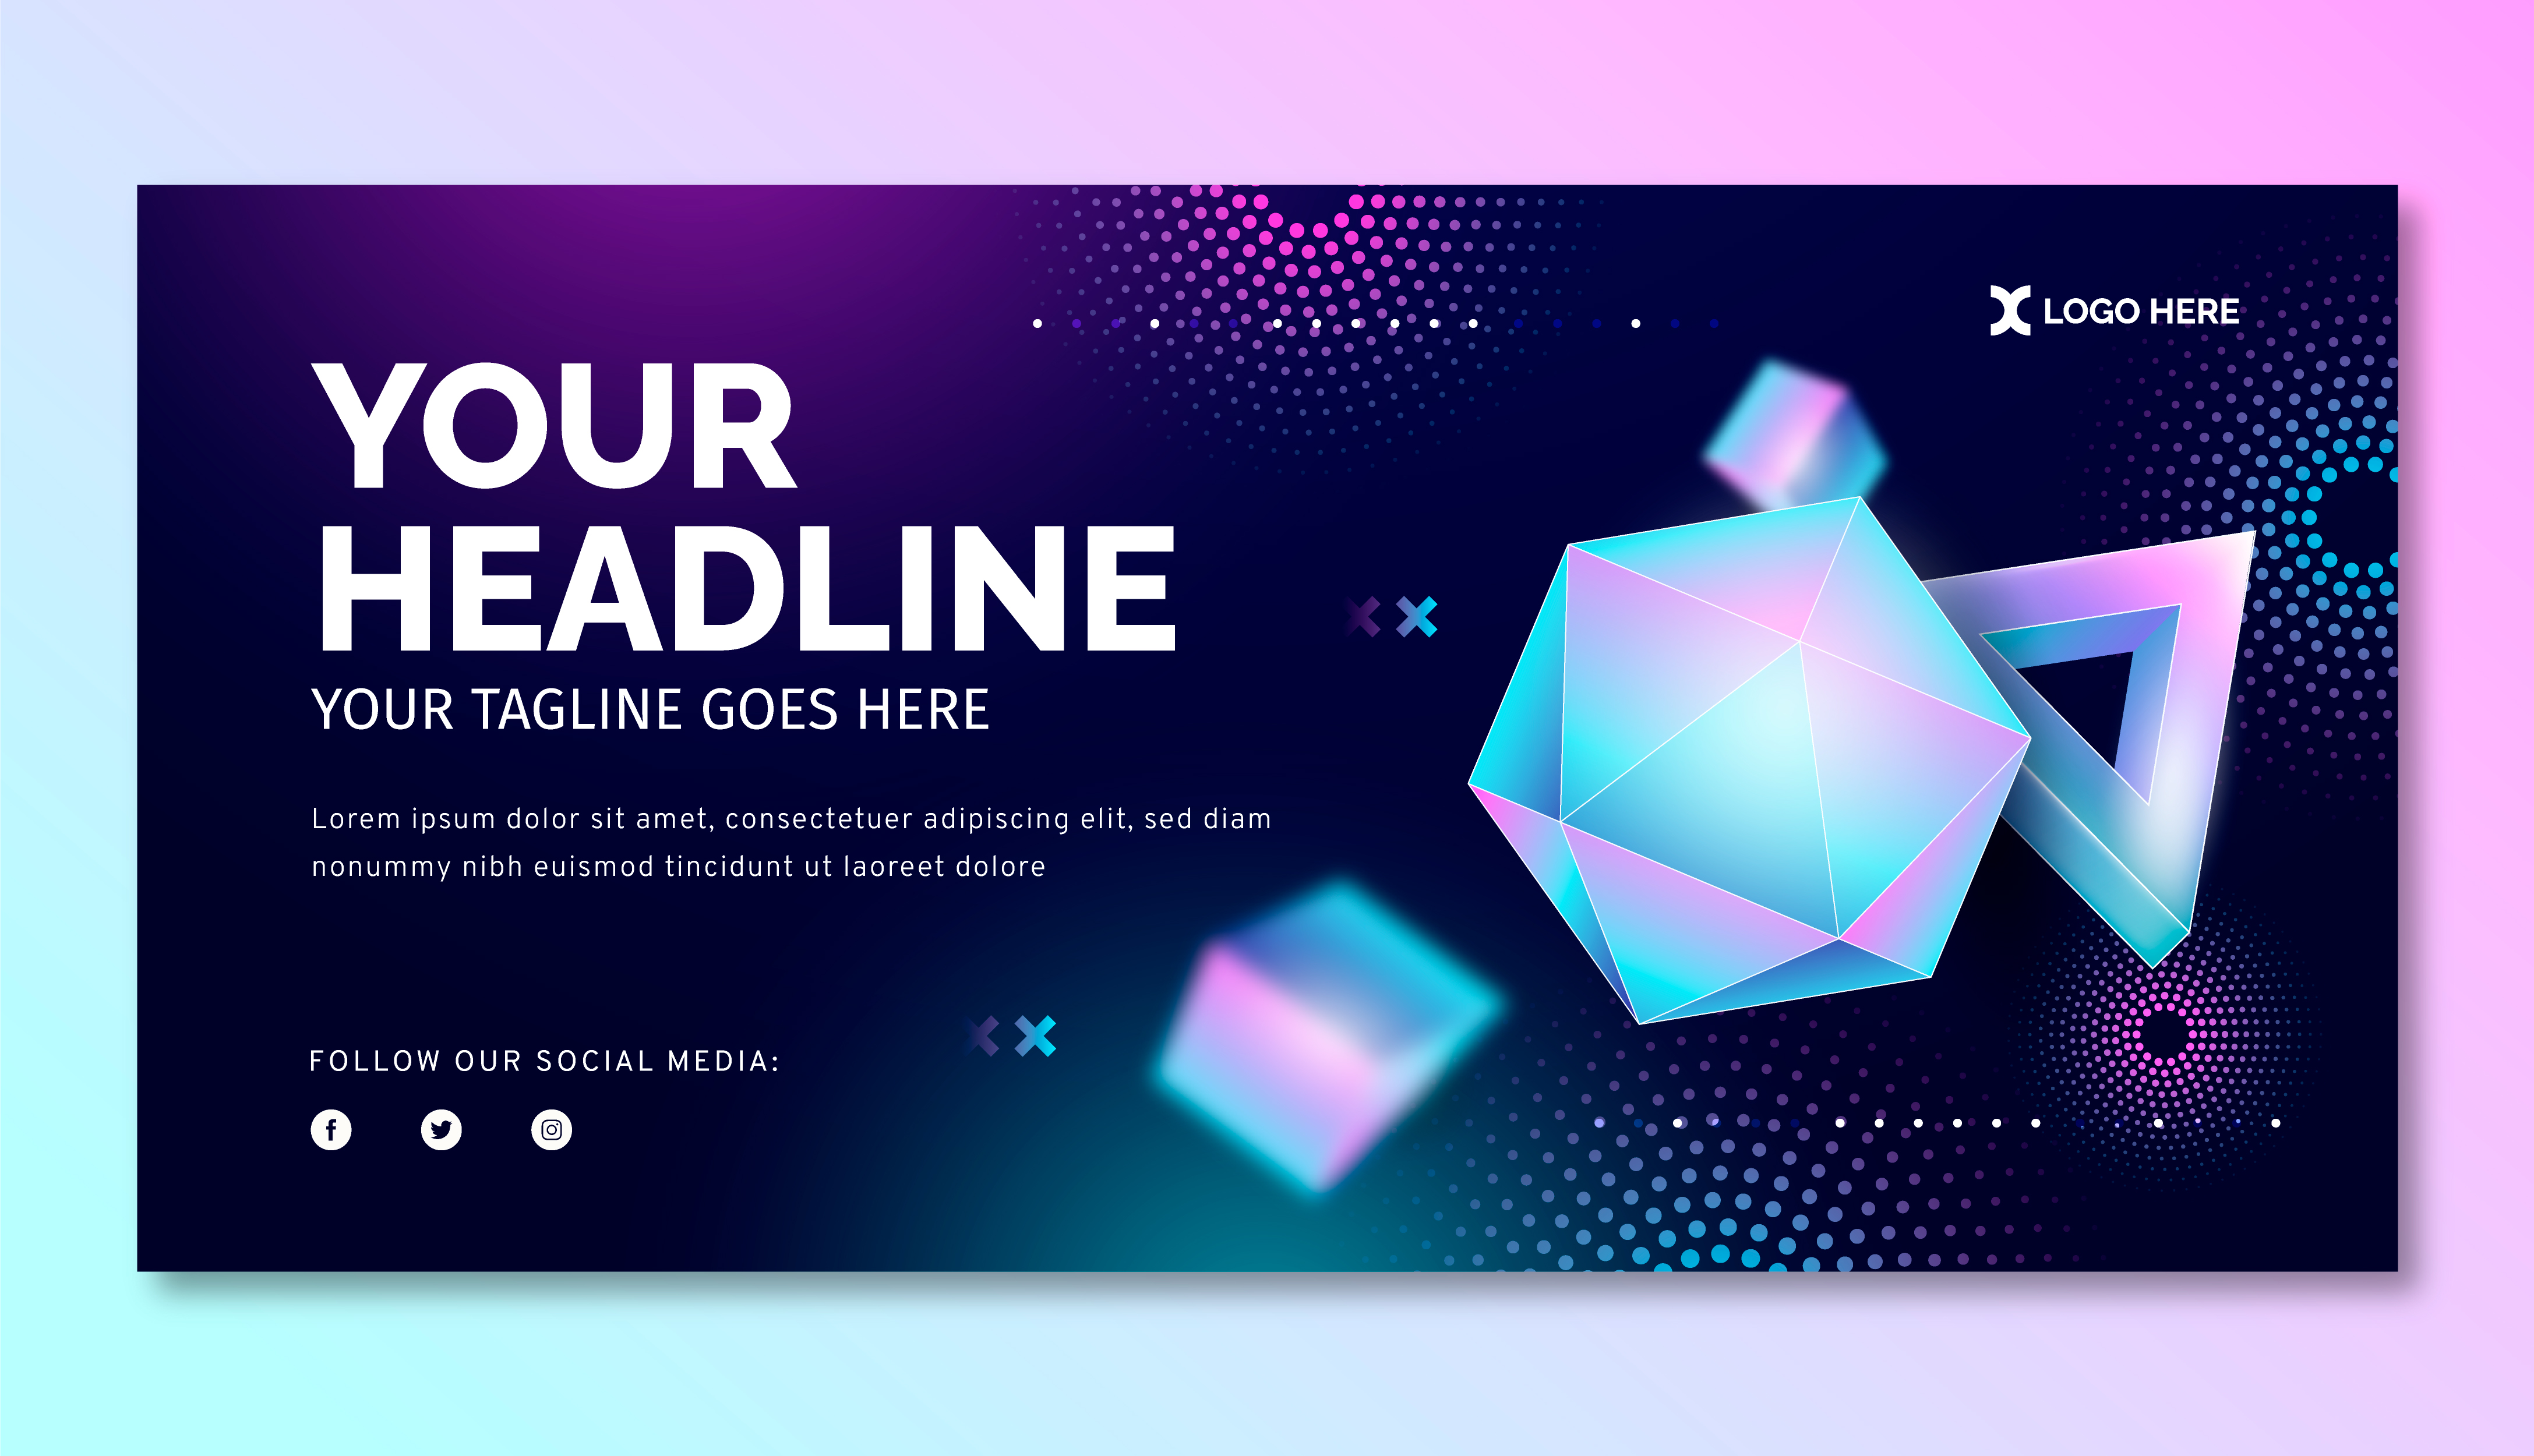 LOGO HERE
YOUR
HEADLINE
YOUR TAGLINE GOES HERE
Lorem ipsum dolor sit amet, consectetuer adipiscing elit, sed diam
nonummy nibh euismod tincidunt ut laoreet dolore
FOLLOW OUR SOCIAL MEDIA: